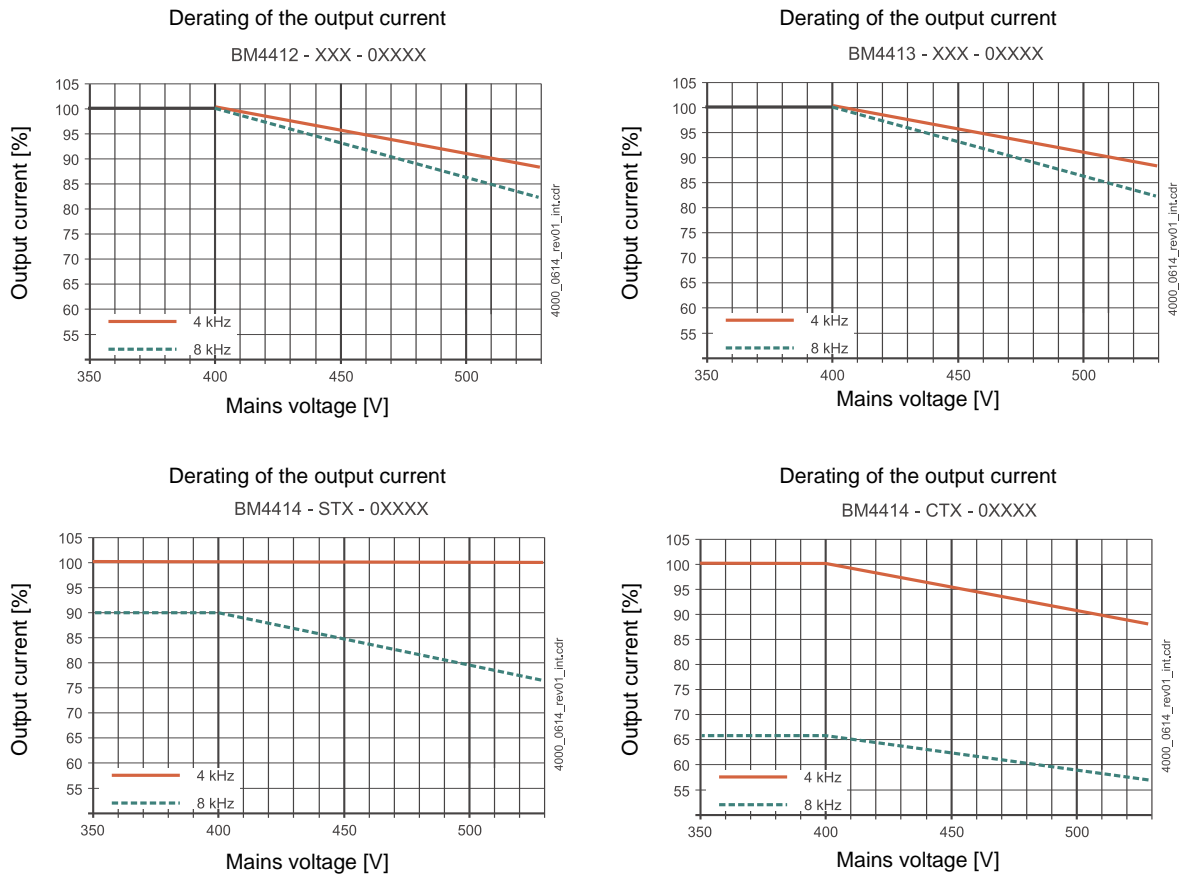 Derating of the output current
BM4412 - XXX - 0XXXX
Output current [%]
105
100
95
90
85
80
75
70
65
60
55
4 kHz
8 kHz
350
400
450
500
Mains voltage [V]
4000_0614_rev01_int.cdr
Derating of the output current
BM4413 - XXX - 0XXXX
Output current [%]
105
100
95
90
85
80
75
70
65
60
55
4 kHz
8 kHz
350
400
450
500
Mains voltage [V]
4000_0614_rev01_int.cdr
Derating of the output current
BM4414 - STX - 0XXXX
Output current [%]
105
100
95
90
85
80
75
70
65
60
55
4 kHz
8 kHz
350
400
450
500
Mains voltage [V]
4000_0614_rev01_int.cdr
Derating of the output current
BM4414 - CTX - 0XXXX
Output current [%]
105
100
95
90
85
80
75
70
65
60
55
4 kHz
8 kHz
350
400
450
500
Mains voltage [V]
4000_0614_rev01_int.cdr